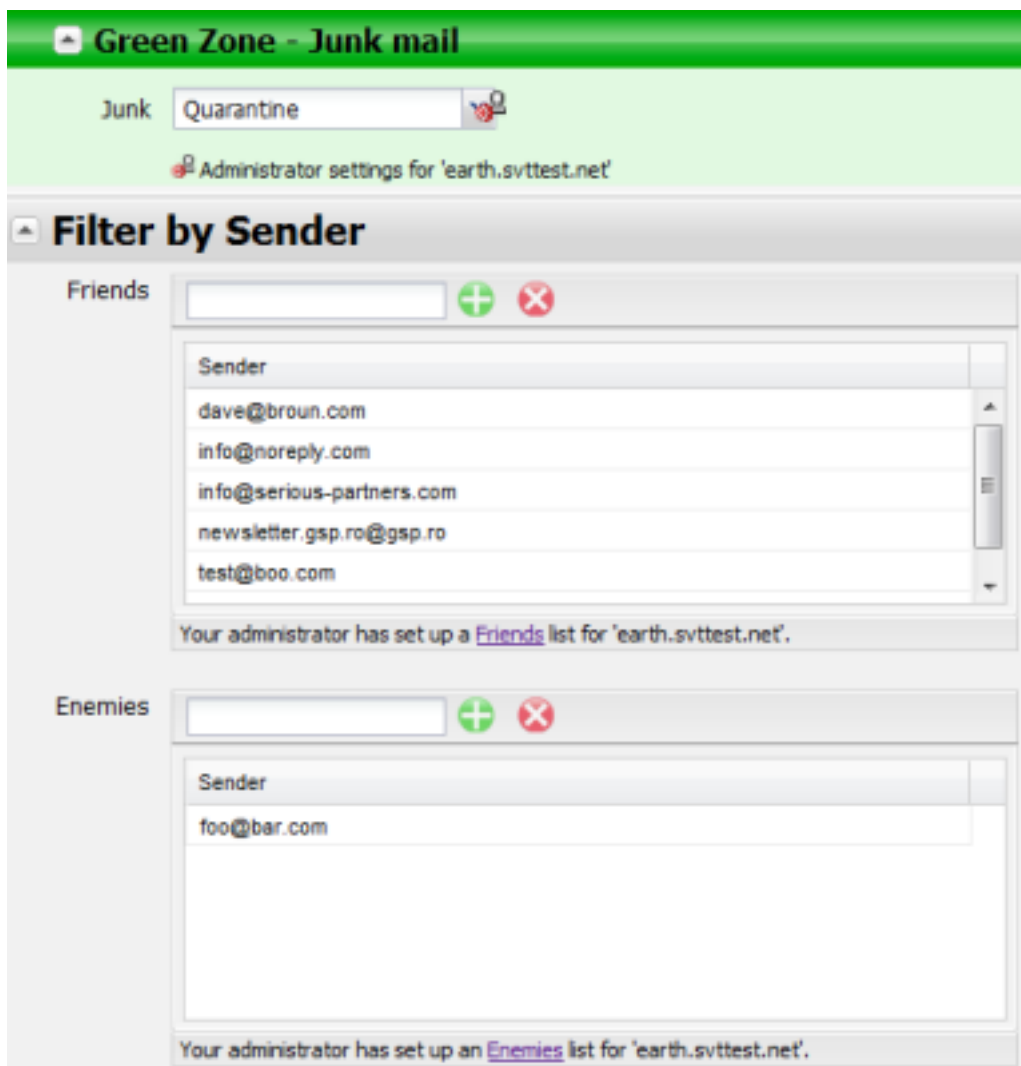 Green Zone - Junk mail
Junk Quarantine
Administrator settings for 'earth.svttest.net'
Filter by Sender
Friends
Sender
dave@broun.com
info@noreply.com
info@serious-partners.com
newsletter.gsp.ro@gsp.ro
test@boo.com
Your administrator has set up a Friends list for 'earth.svttest.net'.
Enemies
Sender
foo@bar.com
Your administrator has set up an Enemies list for 'earth.svttest.net'.